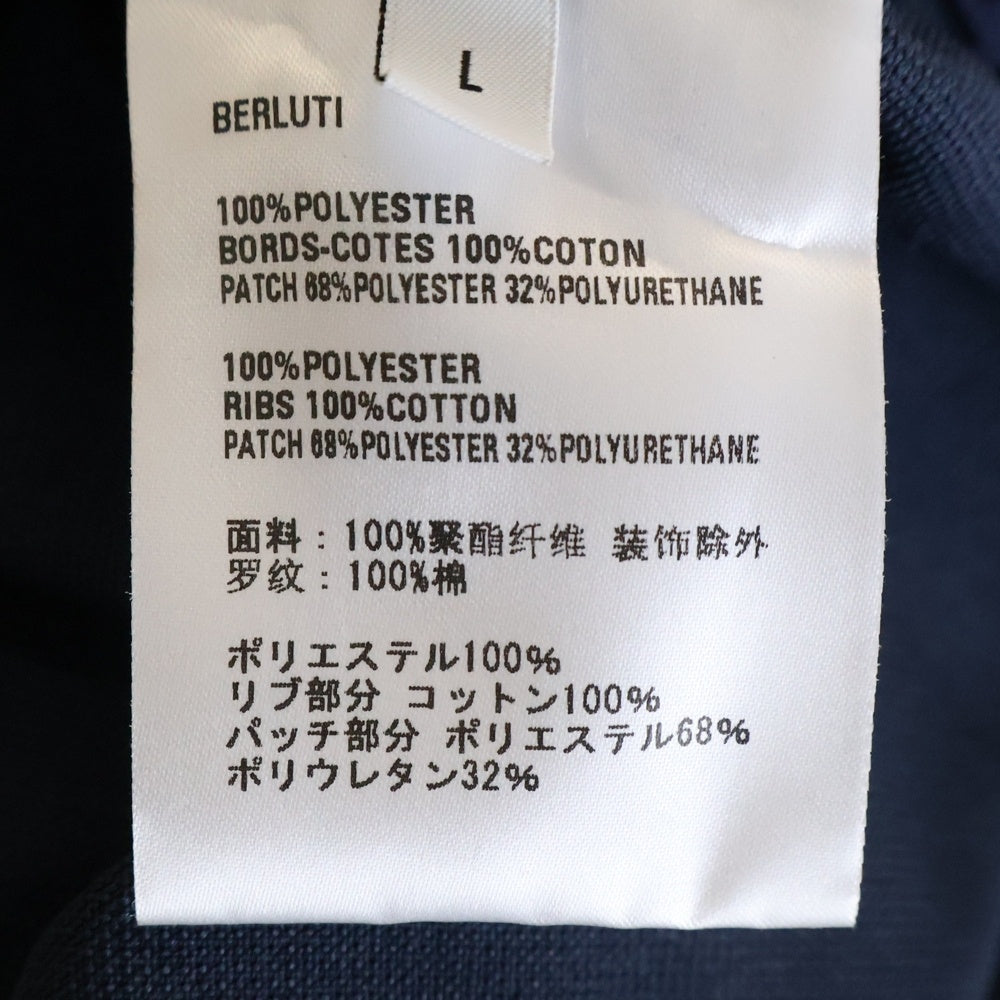 L
BERLUTI
100%POLYESTER
BORDS-COTES 100%COTON
PATCH 68%POLYESTER 32%POLYURETHANE
100%POLYESTER
RIBS 100%COTTON
PATCH 68%POLYESTER 32%POLYURETHANE
面料：100%聚酯纤维 装饰除外
罗纹：100%棉
ポリエステル100%
リブ部分 コットン100%
パッチ部分 ポリエステル68%
ポリウレタン32%